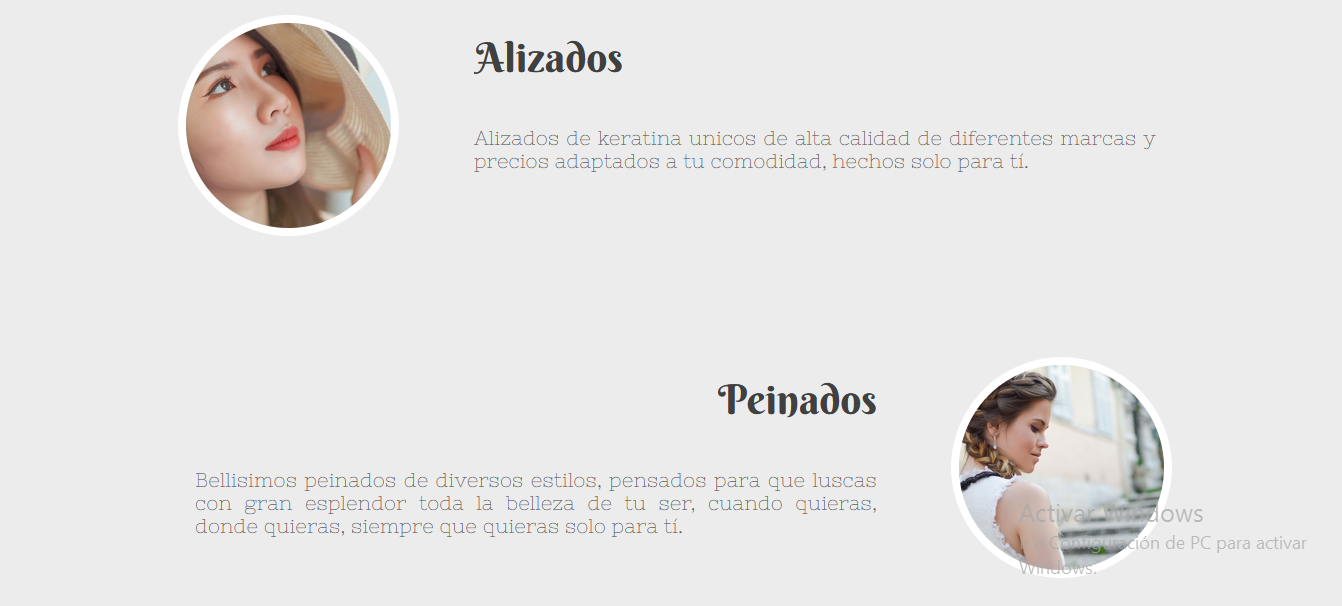 Alizados
Alizados de keratina unicos de alta calidad de diferentes marcas y
precios adaptados a tu comodidad, hechos solo para tí.
Peinados
Bellisimos peinados de diversos estilos, pensados para que luscas
con gran esplendor toda la belleza de tu ser, cuando quieras,
donde quieras, siempre que quieras solo para tí.
Activar Windows
Configuración de PC para activar
Windows.